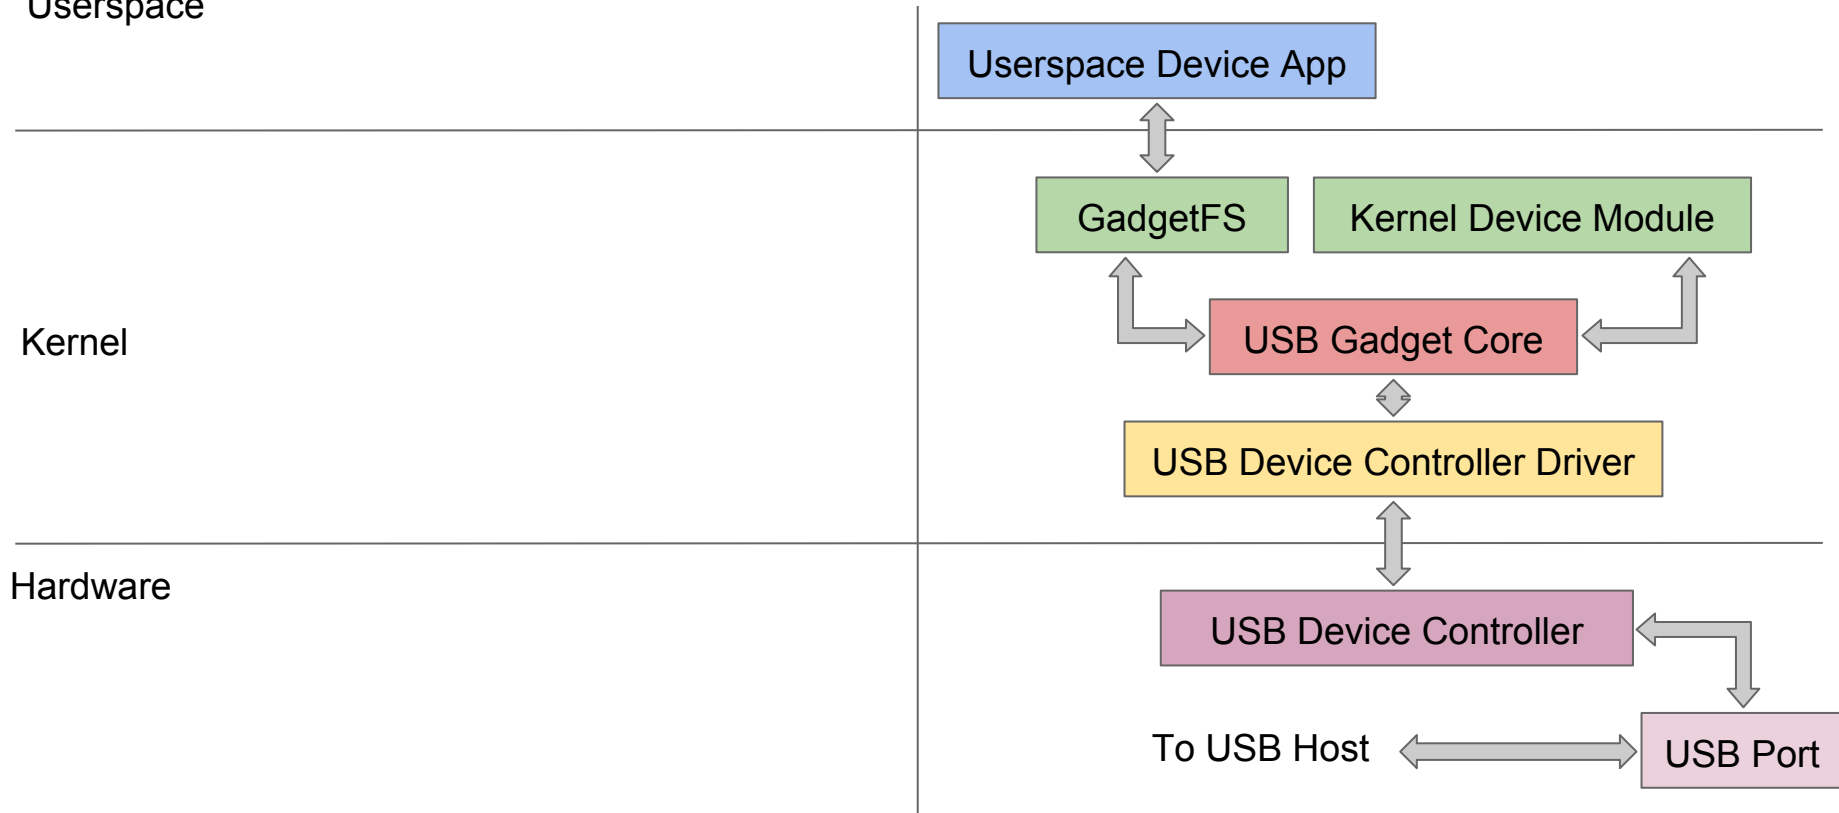 Userspace
Userspace Device App
GadgetFS
Kernel Device Module
Kernel
USB Gadget Core
USB Device Controller Driver
Hardware
USB Device Controller
To USB Host
USB Port